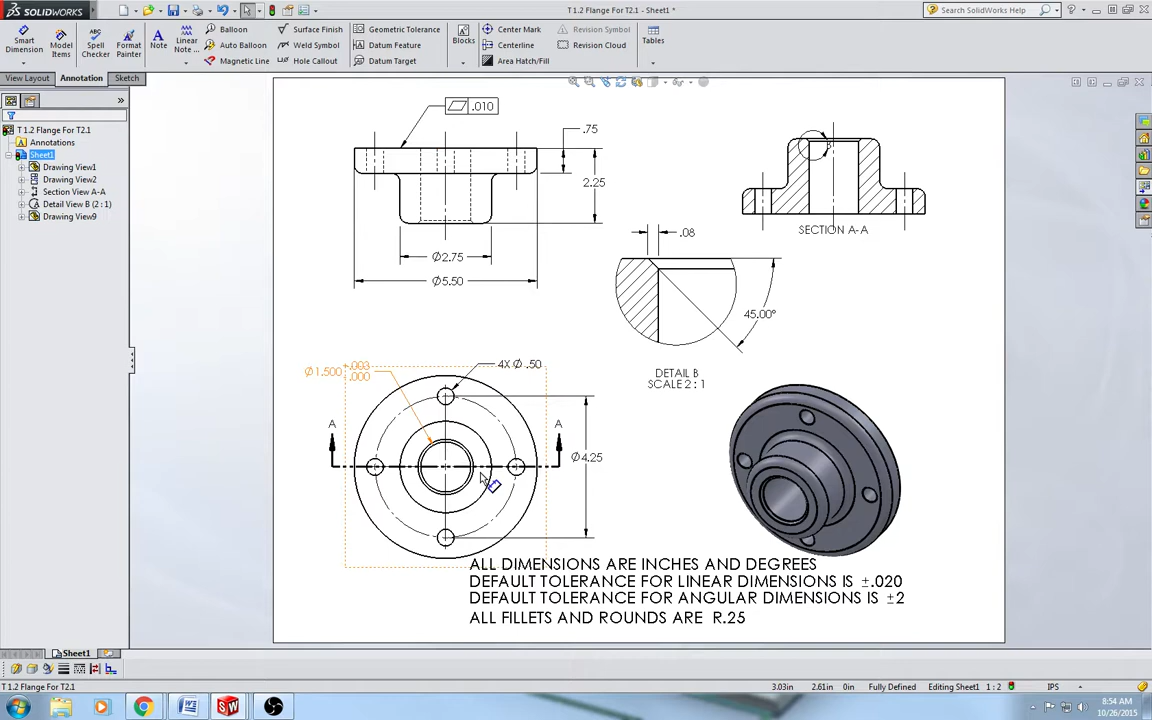 SOLIDWORKS
T 1.2 Flange For T2.1 - Sheet1 *
Search SolidWorks Help
Smart
Dimension
Model
Items
Spell
Checker
Format
Painter
Note
Linear
Note ...
Balloon
Auto Balloon
Magnetic Line
Surface Finish
Weld Symbol
Hole Callout
Geometric Tolerance
Datum Feature
Datum Target
Blocks
Center Mark
Centerline
Area Hatch/Fill
Revision Symbol
Revision Cloud
Tables
View Layout
Annotation
Sketch
T 1.2 Flange For T2.1
Annotations
Sheet1
Drawing View1
Drawing View2
Section View A-A
Detail View B (2 : 1)
Drawing View9
.010
.75
2.25
Ø2.75
Ø5.50
B
SECTION A-A
.08
45.00°
DETAIL B
SCALE 2 : 1
Ø1.500 +.003
.000
4X Ø .50
A
A
Ø4.25
ALL DIMENSIONS ARE INCHES AND DEGREES
DEFAULT TOLERANCE FOR LINEAR DIMENSIONS IS ±.020
DEFAULT TOLERANCE FOR ANGULAR DIMENSIONS IS ±2
ALL FILLETS AND ROUNDS ARE R.25
Sheet1
T 1.2 Flange For T2.1
3.03in
2.61in
0in
Fully Defined
Editing Sheet1
1 : 2
IPS
8:54 AM
10/26/2015